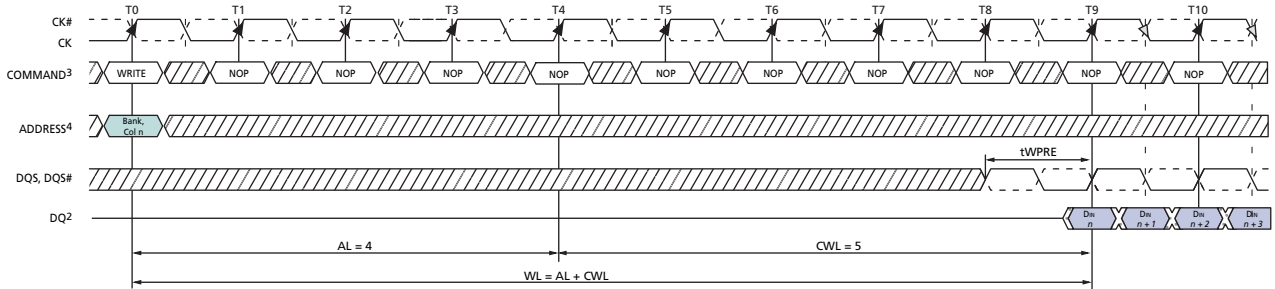 T0 T1 T2 T3 T4 T5 T6 T7 T8 T9 T10
CK#
CK
COMMAND3 WRITE NOP NOP NOP NOP NOP NOP NOP NOP NOP NOP
ADDRESS4 Bank,
Col n
tWPRE
DQS, DQS#
DQ2 DIN DIN DIN DIN
n n + 1 n + 2 n + 3
AL = 4 CWL = 5
WL = AL + CWL